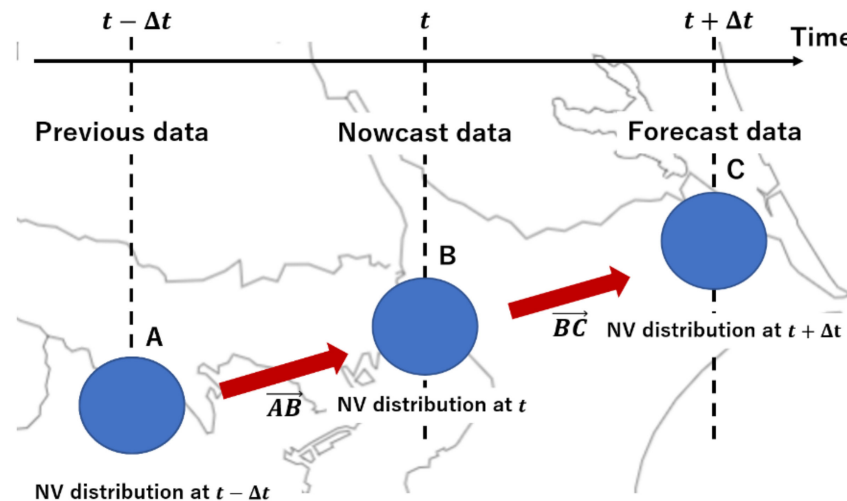 t − Δt
t
t + Δt
Time
Previous data
Nowcast data
Forecast data
C
B
A
BC
NV distribution at t + Δt
AB
NV distribution at t
NV distribution at t − Δt